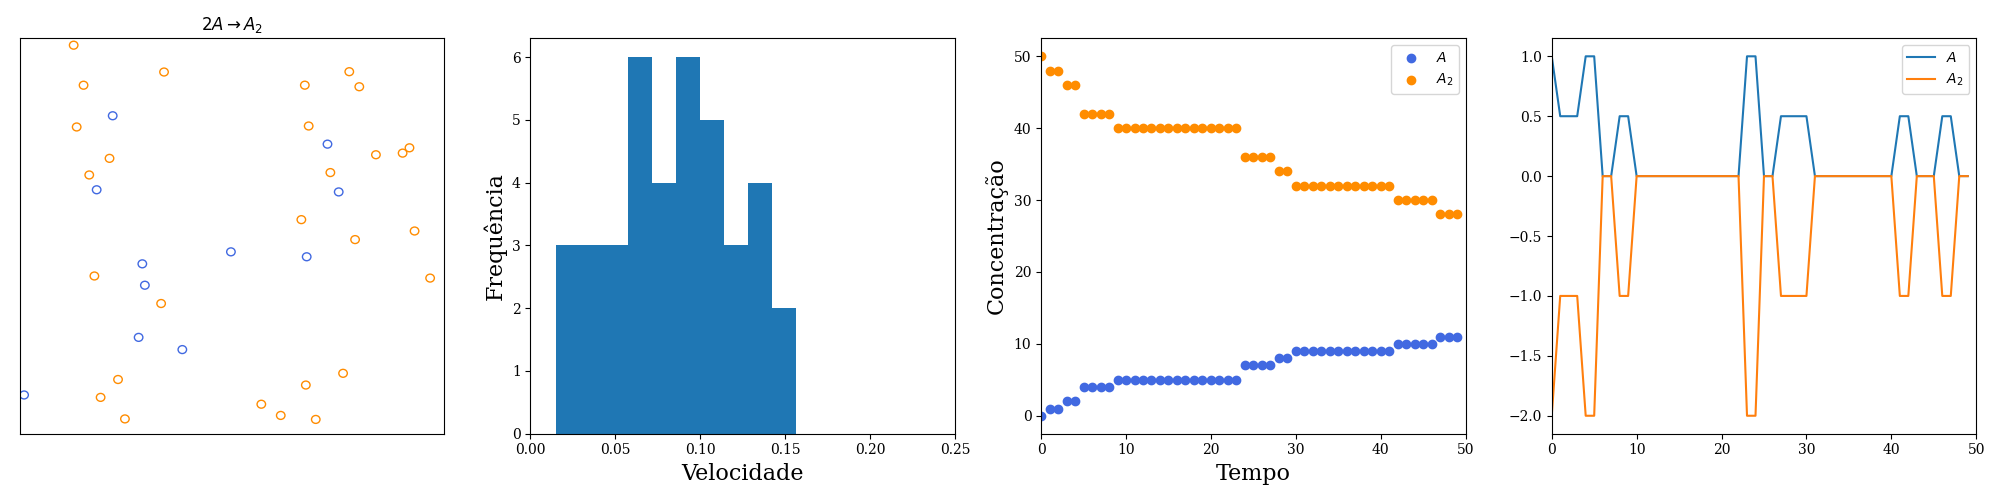 2A → A₂
6
5
4
3
2
1
0
0.00 0.05 0.10 0.15 0.20 0.25
Frequência
Velocidade
50
40
30
20
10
0
0 10 20 30 40 50
Concentração
Tempo
A
A₂
1.0
0.5
0.0
−0.5
−1.0
−1.5
−2.0
0 10 20 30 40 50
A
A₂